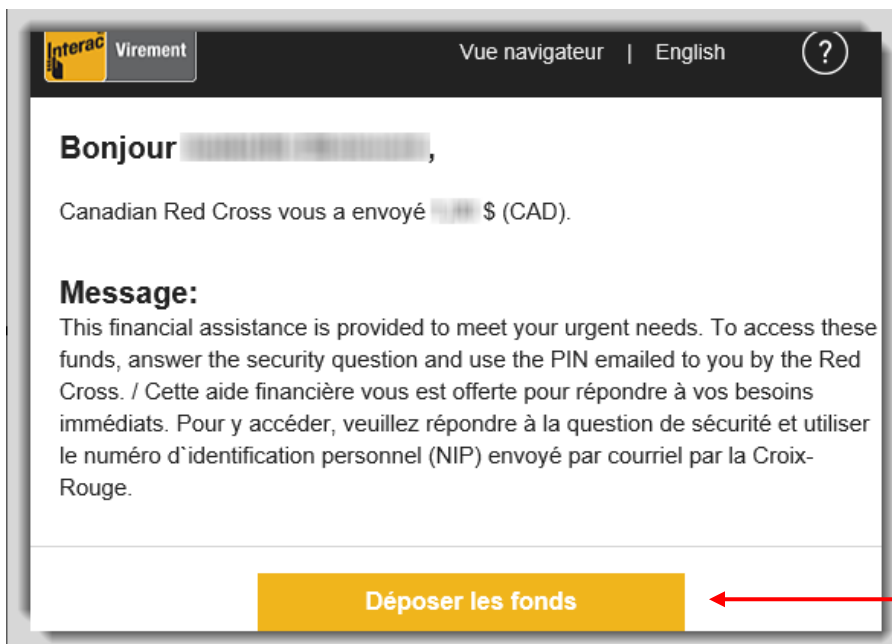 Interac Virement Vue navigateur | English ?
Bonjour ,
Canadian Red Cross vous a envoyé $ (CAD).
Message:
This financial assistance is provided to meet your urgent needs. To access these
funds, answer the security question and use the PIN emailed to you by the Red
Cross. / Cette aide financière vous est offerte pour répondre à vos besoins
immédiats. Pour y accéder, veuillez répondre à la question de sécurité et utiliser
le numéro d`identification personnel (NIP) envoyé par courriel par la Croix-
Rouge.
Déposer les fonds